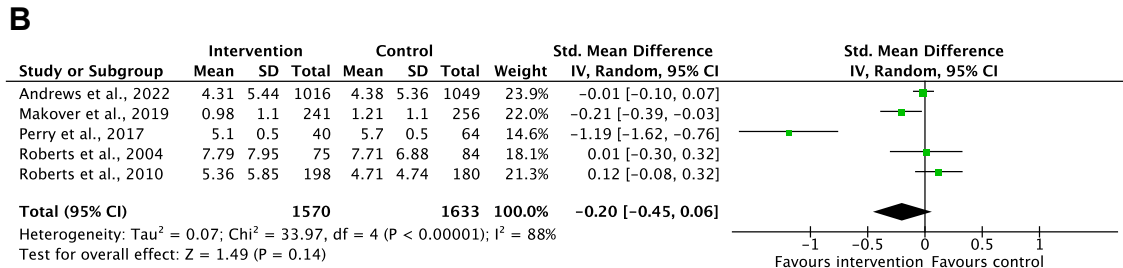 B
Intervention Control Std. Mean Difference Std. Mean Difference
Study or Subgroup Mean SD Total Mean SD Total Weight IV, Random, 95% CI IV, Random, 95% CI
Andrews et al., 2022 4.31 5.44 1016 4.38 5.36 1049 23.9% -0.01 [-0.10, 0.07]
Makover et al., 2019 0.98 1.1 241 1.21 1.1 256 22.0% -0.21 [-0.39, -0.03]
Perry et al., 2017 5.1 0.5 40 5.7 0.5 64 14.6% -1.19 [-1.62, -0.76]
Roberts et al., 2004 7.79 7.95 75 7.71 6.88 84 18.1% 0.01 [-0.30, 0.32]
Roberts et al., 2010 5.36 5.85 198 4.71 4.74 180 21.3% 0.12 [-0.08, 0.32]
Total (95% CI) 1570 1633 100.0% -0.20 [-0.45, 0.06]
Heterogeneity: Tau² = 0.07; Chi² = 33.97, df = 4 (P < 0.00001); I² = 88%
Test for overall effect: Z = 1.49 (P = 0.14)
-1 -0.5 0 0.5 1
Favours intervention Favours control